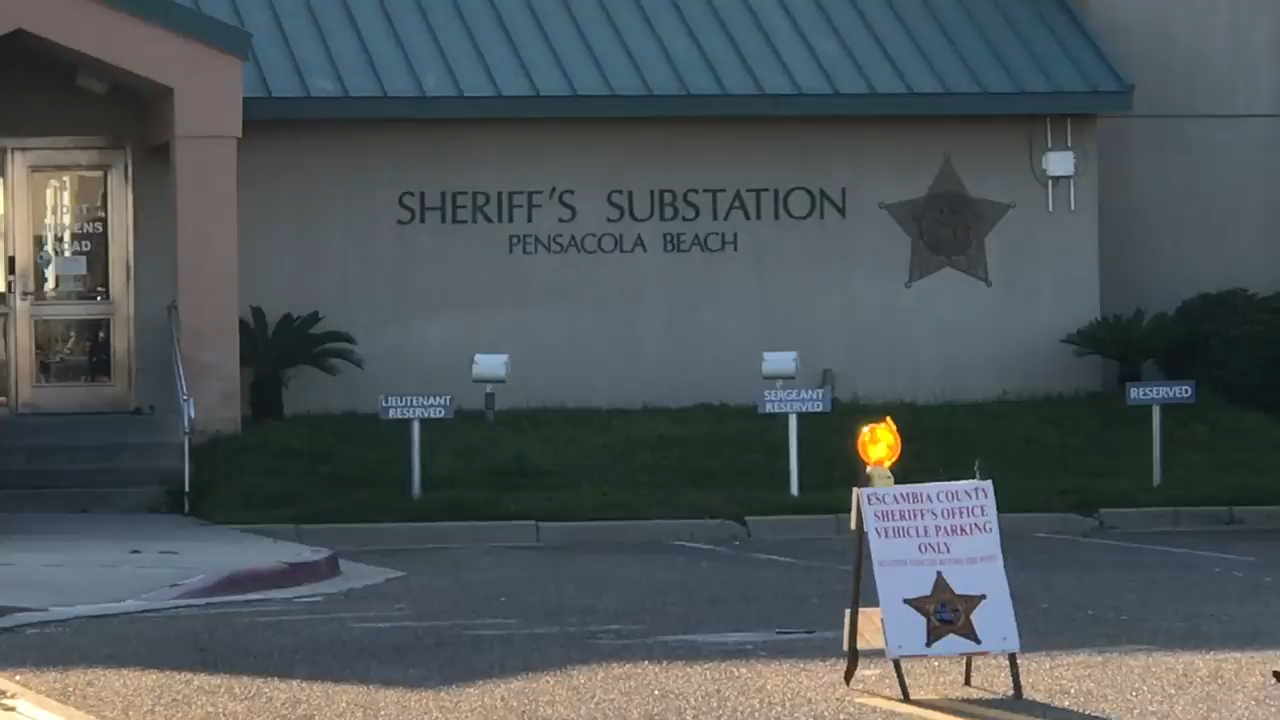 SHERIFF'S SUBSTATION
PENSACOLA BEACH
LIEUTENANT
RESERVED
SERGEANT
RESERVED
RESERVED
ESCAMBIA COUNTY
SHERIFF'S OFFICE
VEHICLE PARKING
ONLY